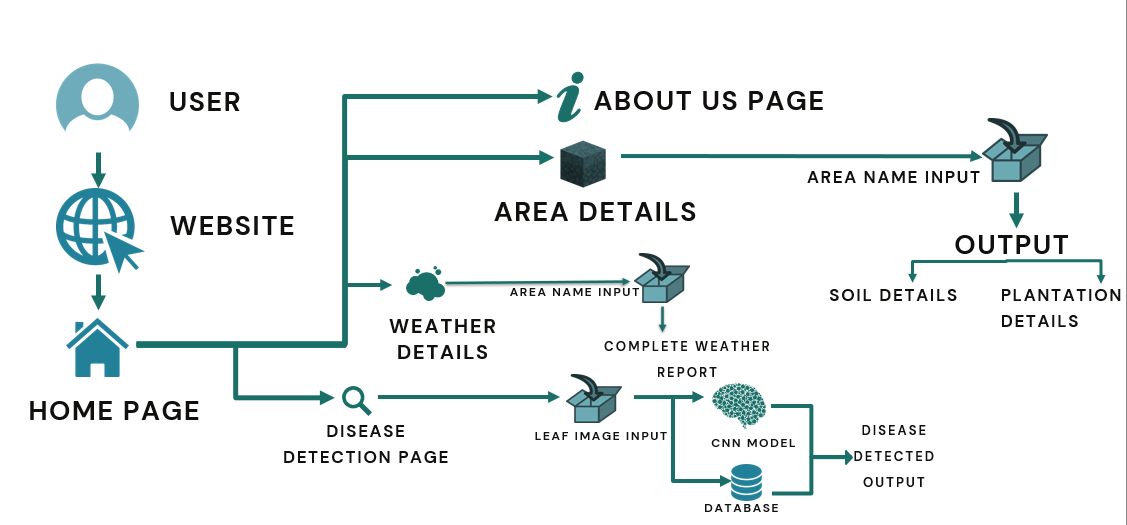 USER
ABOUT US PAGE
AREA NAME INPUT
AREA DETAILS
WEBSITE
OUTPUT
SOIL DETAILS
PLANTATION
DETAILS
AREA NAME INPUT
WEATHER
DETAILS
COMPLETE WEATHER
REPORT
HOME PAGE
DISEASE
DETECTION PAGE
LEAF IMAGE INPUT
CNN MODEL
DATABASE
DISEASE
DETECTED
OUTPUT